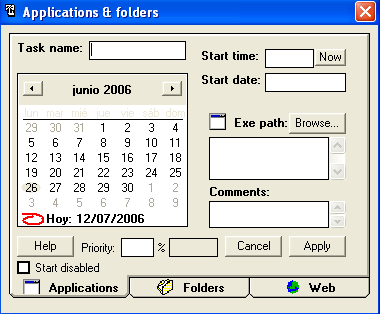 Applications & folders
Task name:
Start time:
Now
Start date:
junio 2006
lun mar mié jue vie sáb dom
29 30 31 1 2 3 4
5 6 7 8 9 10 11
12 13 14 15 16 17 18
19 20 21 22 23 24 25
26 27 28 29 30 1 2
3 4 5 6 7 8 9
Hoy: 12/07/2006
Exe path:
Browse...
Comments:
Help
Priority:
%
Cancel
Apply
Start disabled
Applications
Folders
Web